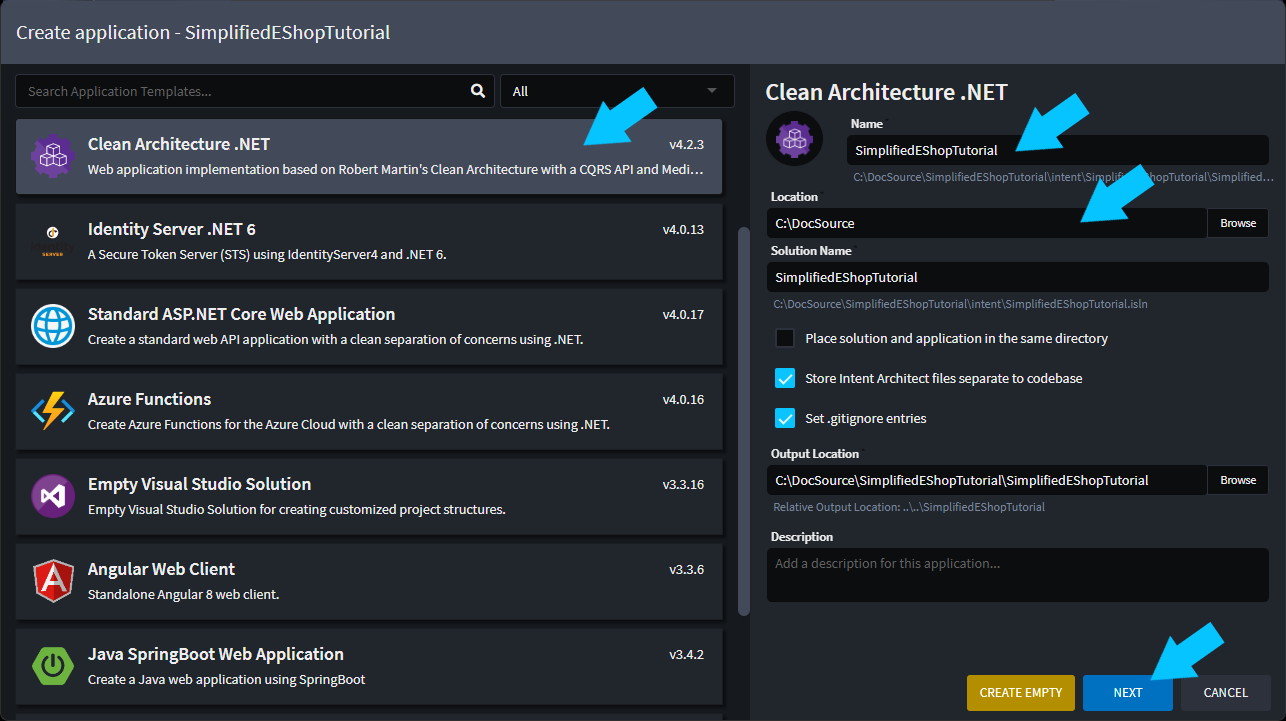 Create application - SimplifiedEShopTutorial
Search Application Templates...
All
Clean Architecture .NET
v4.2.3
Web application implementation based on Robert Martin's Clean Architecture with a CQRS API and Medi...
Identity Server .NET 6
v4.0.13
A Secure Token Server (STS) using IdentityServer4 and .NET 6.
SERVER
Standard ASP.NET Core Web Application
v4.0.17
Create a standard web API application with a clean separation of concerns using .NET.
Azure Functions
v4.0.16
Create Azure Functions for the Azure Cloud with a clean separation of concerns using .NET.
Empty Visual Studio Solution
v3.3.16
Empty Visual Studio Solution for creating customized project structures.
Angular Web Client
v3.3.6
Standalone Angular 8 web client.
Java SpringBoot Web Application
v3.4.2
Create a Java web application using SpringBoot
Clean Architecture .NET
Name
SimplifiedEShopTutorial
C:\DocSource\SimplifiedEShopTutorial\intent\Simplif hopTutorial\Simplified...
Location
C:\DocSource
Browse
Solution Name
SimplifiedEShopTutorial
C:\DocSource\SimplifiedEShopTutorial\intent\SimplifiedEShopTutorial.isln
Place solution and application in the same directory
Store Intent Architect files separate to codebase
Set .gitignore entries
Output Location
C:\DocSource\SimplifiedEShopTutorial\SimplifiedEShopTutorial
Browse
Relative Output Location: ..\..\SimplifiedEShopTutorial
Description
Add a description for this application...
CREATE EMPTY
NEXT
CANCEL